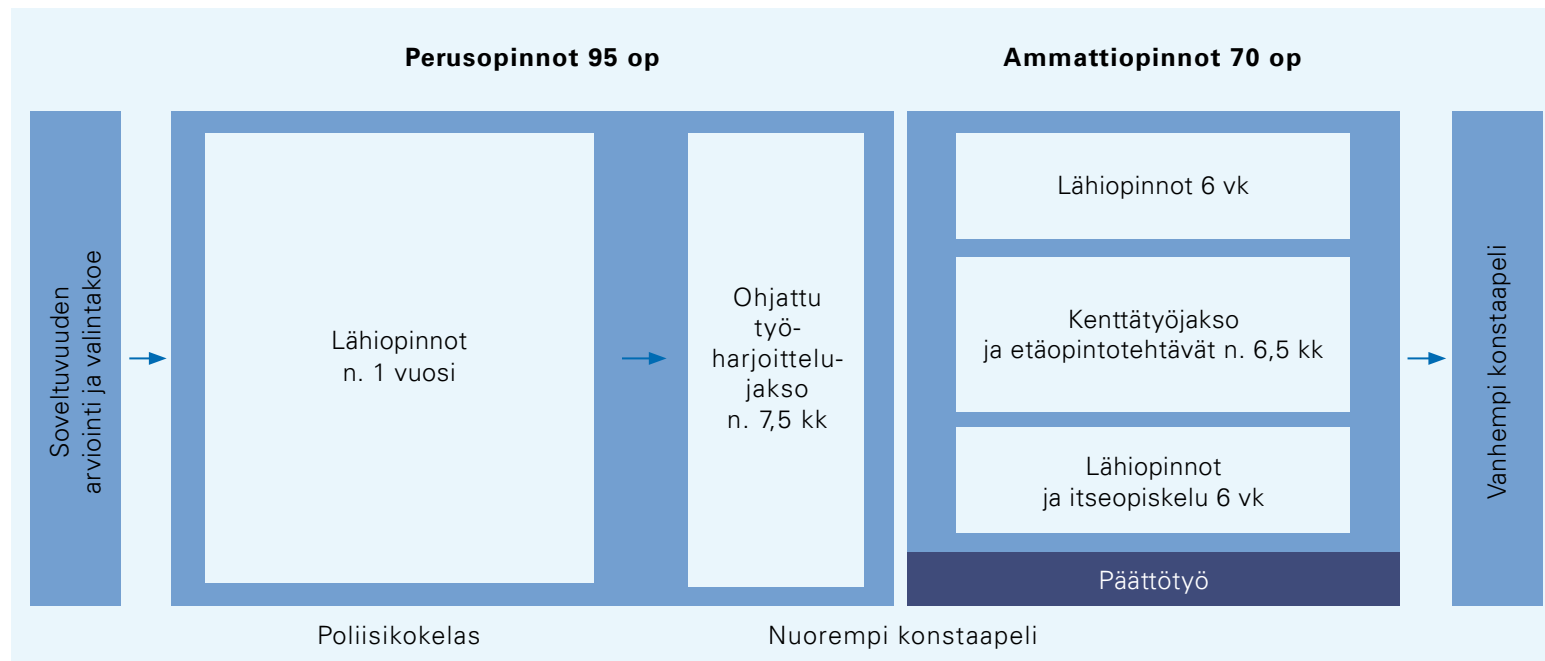 Perusopinnot 95 op
Ammattiopinnot 70 op
Soveltuvuuden
arviointi ja valintakoe
Lähiopinnot
n. 1 vuosi
Ohjattu
työ-
harjoittelu-
jakso
n. 7,5 kk
Lähiopinnot 6 vk
Kenttätyöjakso
ja etäopintotehtävät n. 6,5 kk
Lähiopinnot
ja itseopiskelu 6 vk
Päättötyö
Vanhempi konstaapeli
Poliisikokelas
Nuorempi konstaapeli